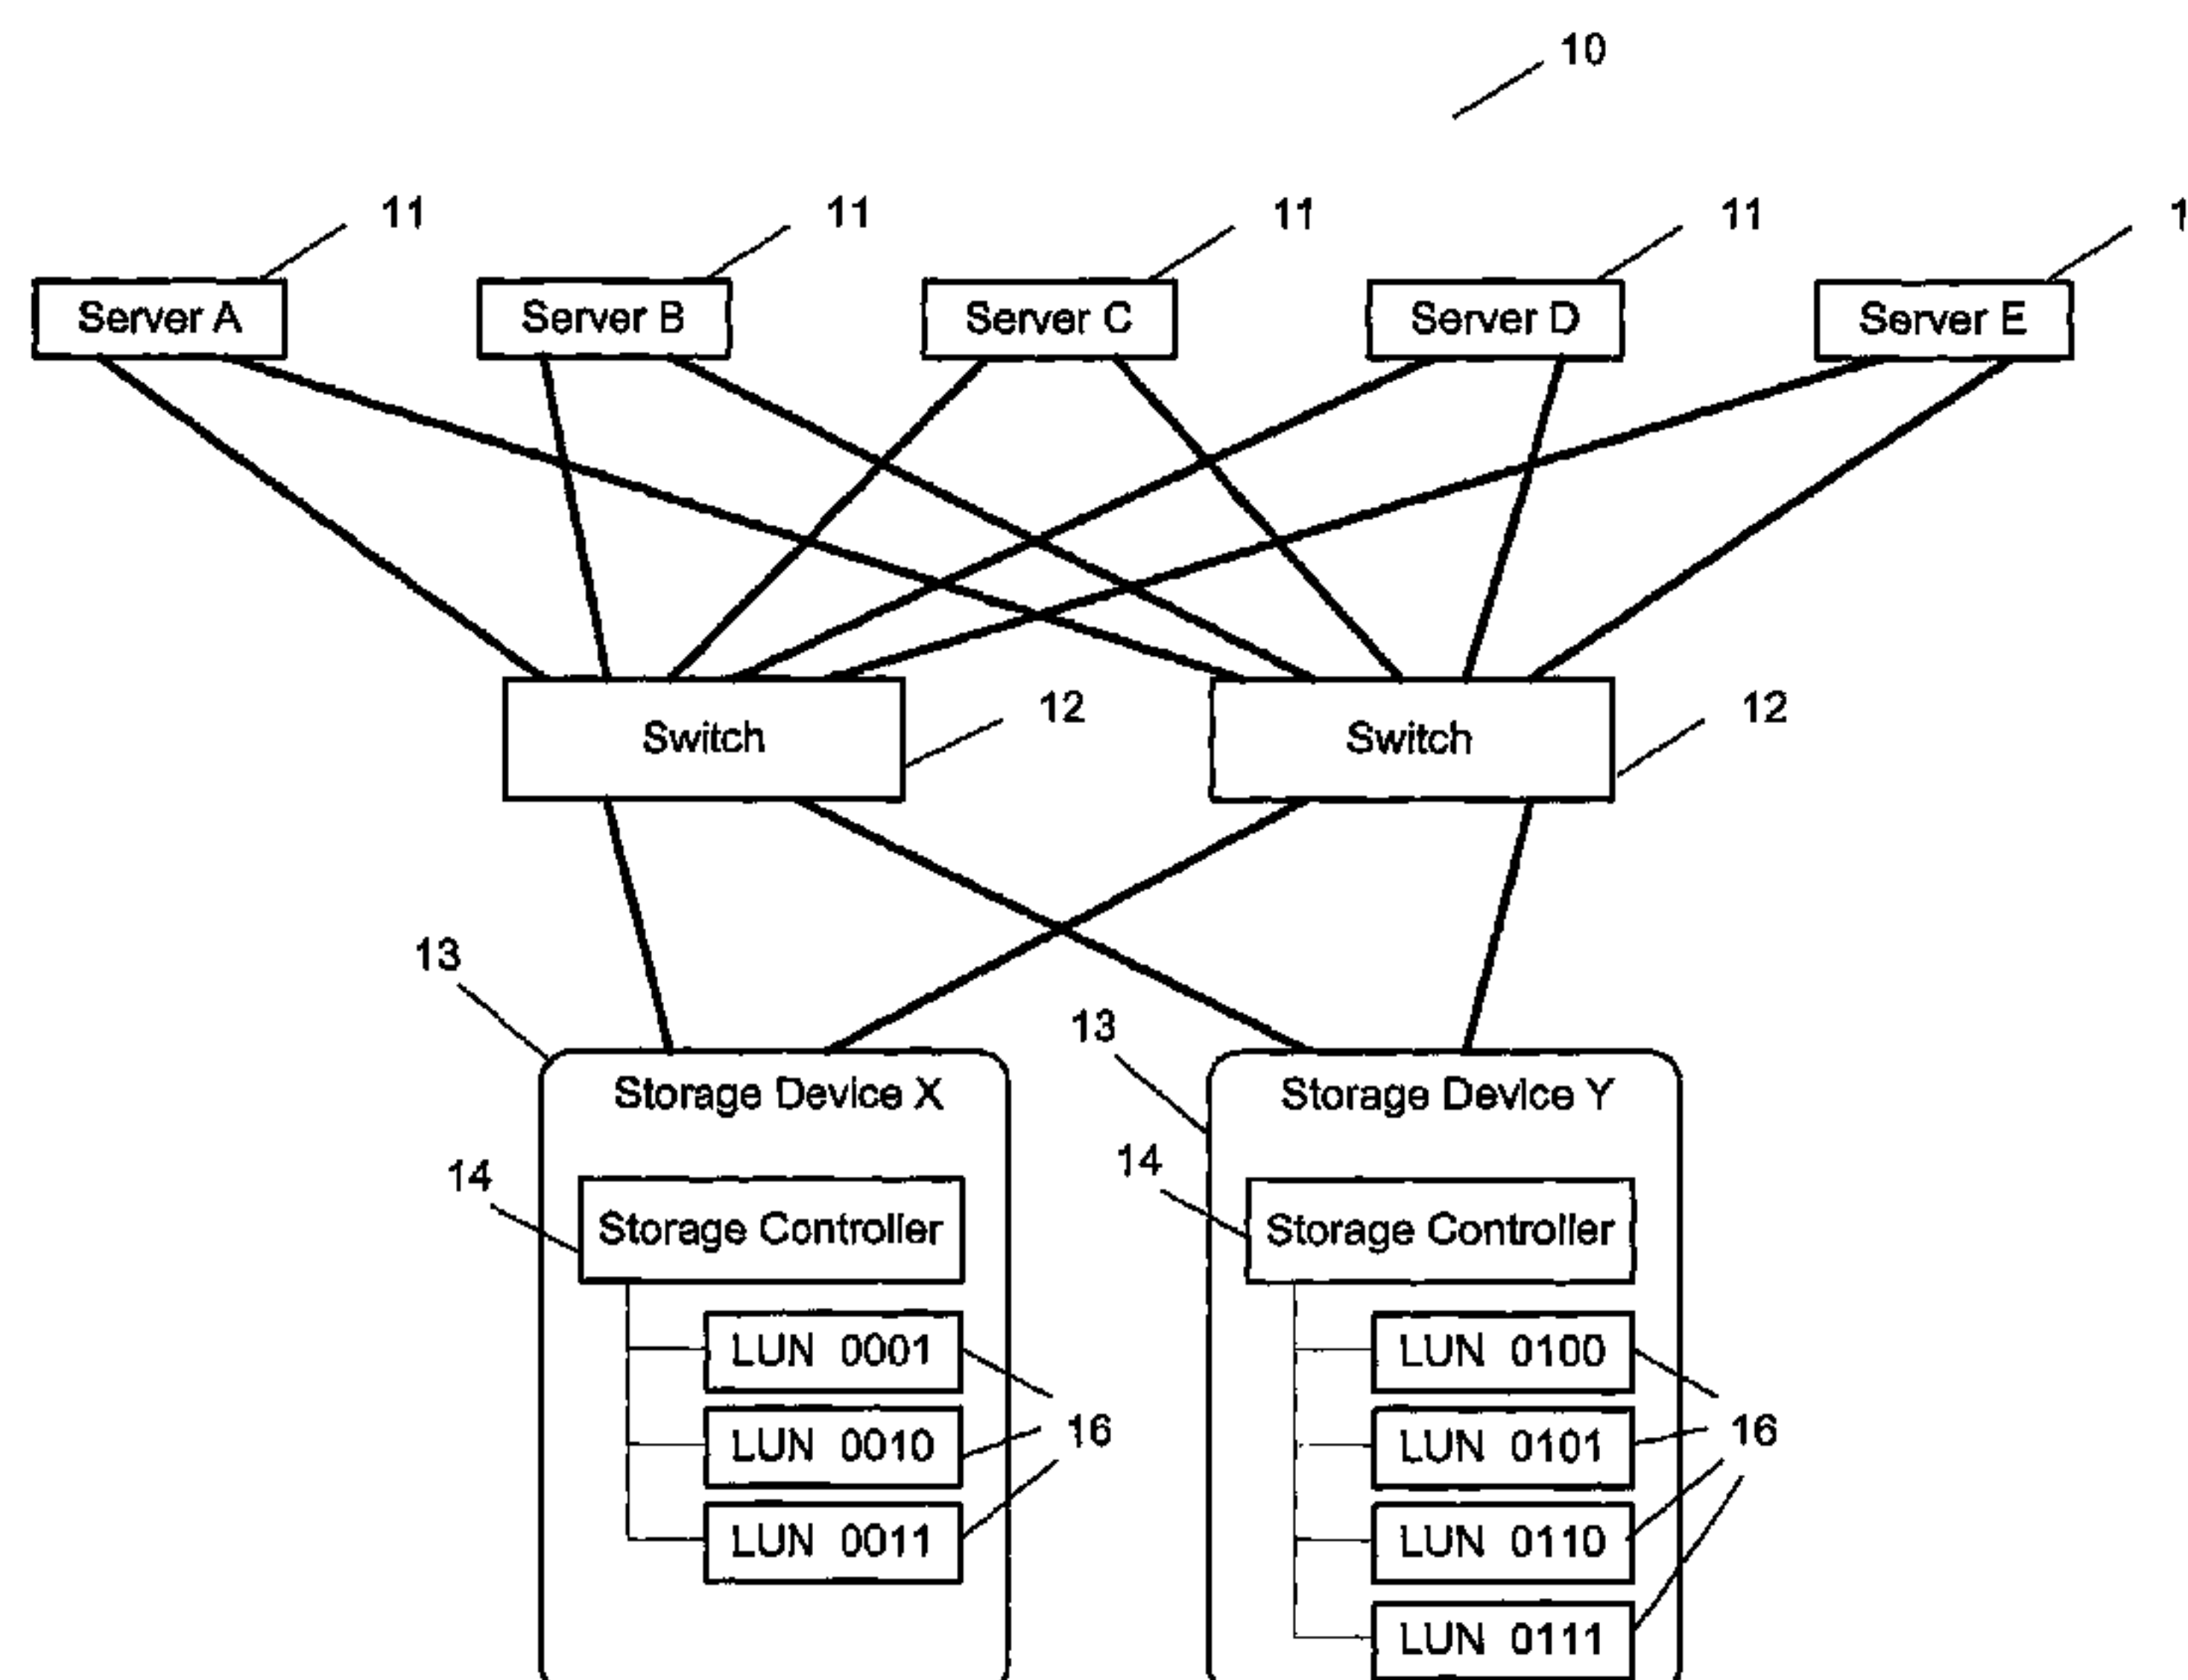 10
11 11 11 11 1
Server A Server B Server C Server D Server E
Switch 12 Switch 12
13 13
Storage Device X Storage Device Y
14 14
Storage Controller Storage Controller
LUN 0001 LUN 0100
LUN 0010 16 LUN 0101 16
LUN 0011 LUN 0110
LUN 0111